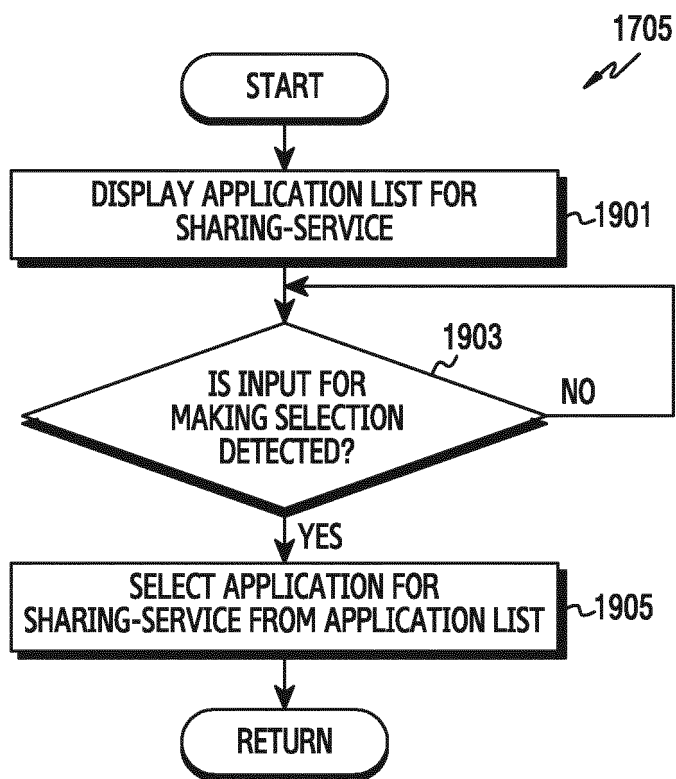 1705
START
DISPLAY APPLICATION LIST FOR
SHARING-SERVICE
1901
1903
IS INPUT FOR
MAKING SELECTION
DETECTED?
NO
YES
SELECT APPLICATION FOR
SHARING-SERVICE FROM APPLICATION LIST
1905
RETURN